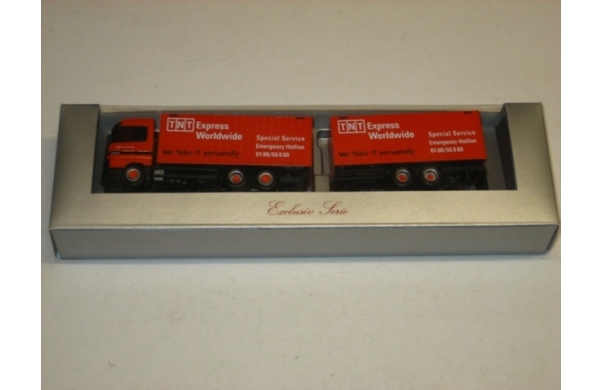 TNT Express
Worldwide
We take it personally
Special Service
Emergency Hotline
TNT Express
Worldwide
We take it personally
Special Service
Emergency Hotline
Exclusiv Serie